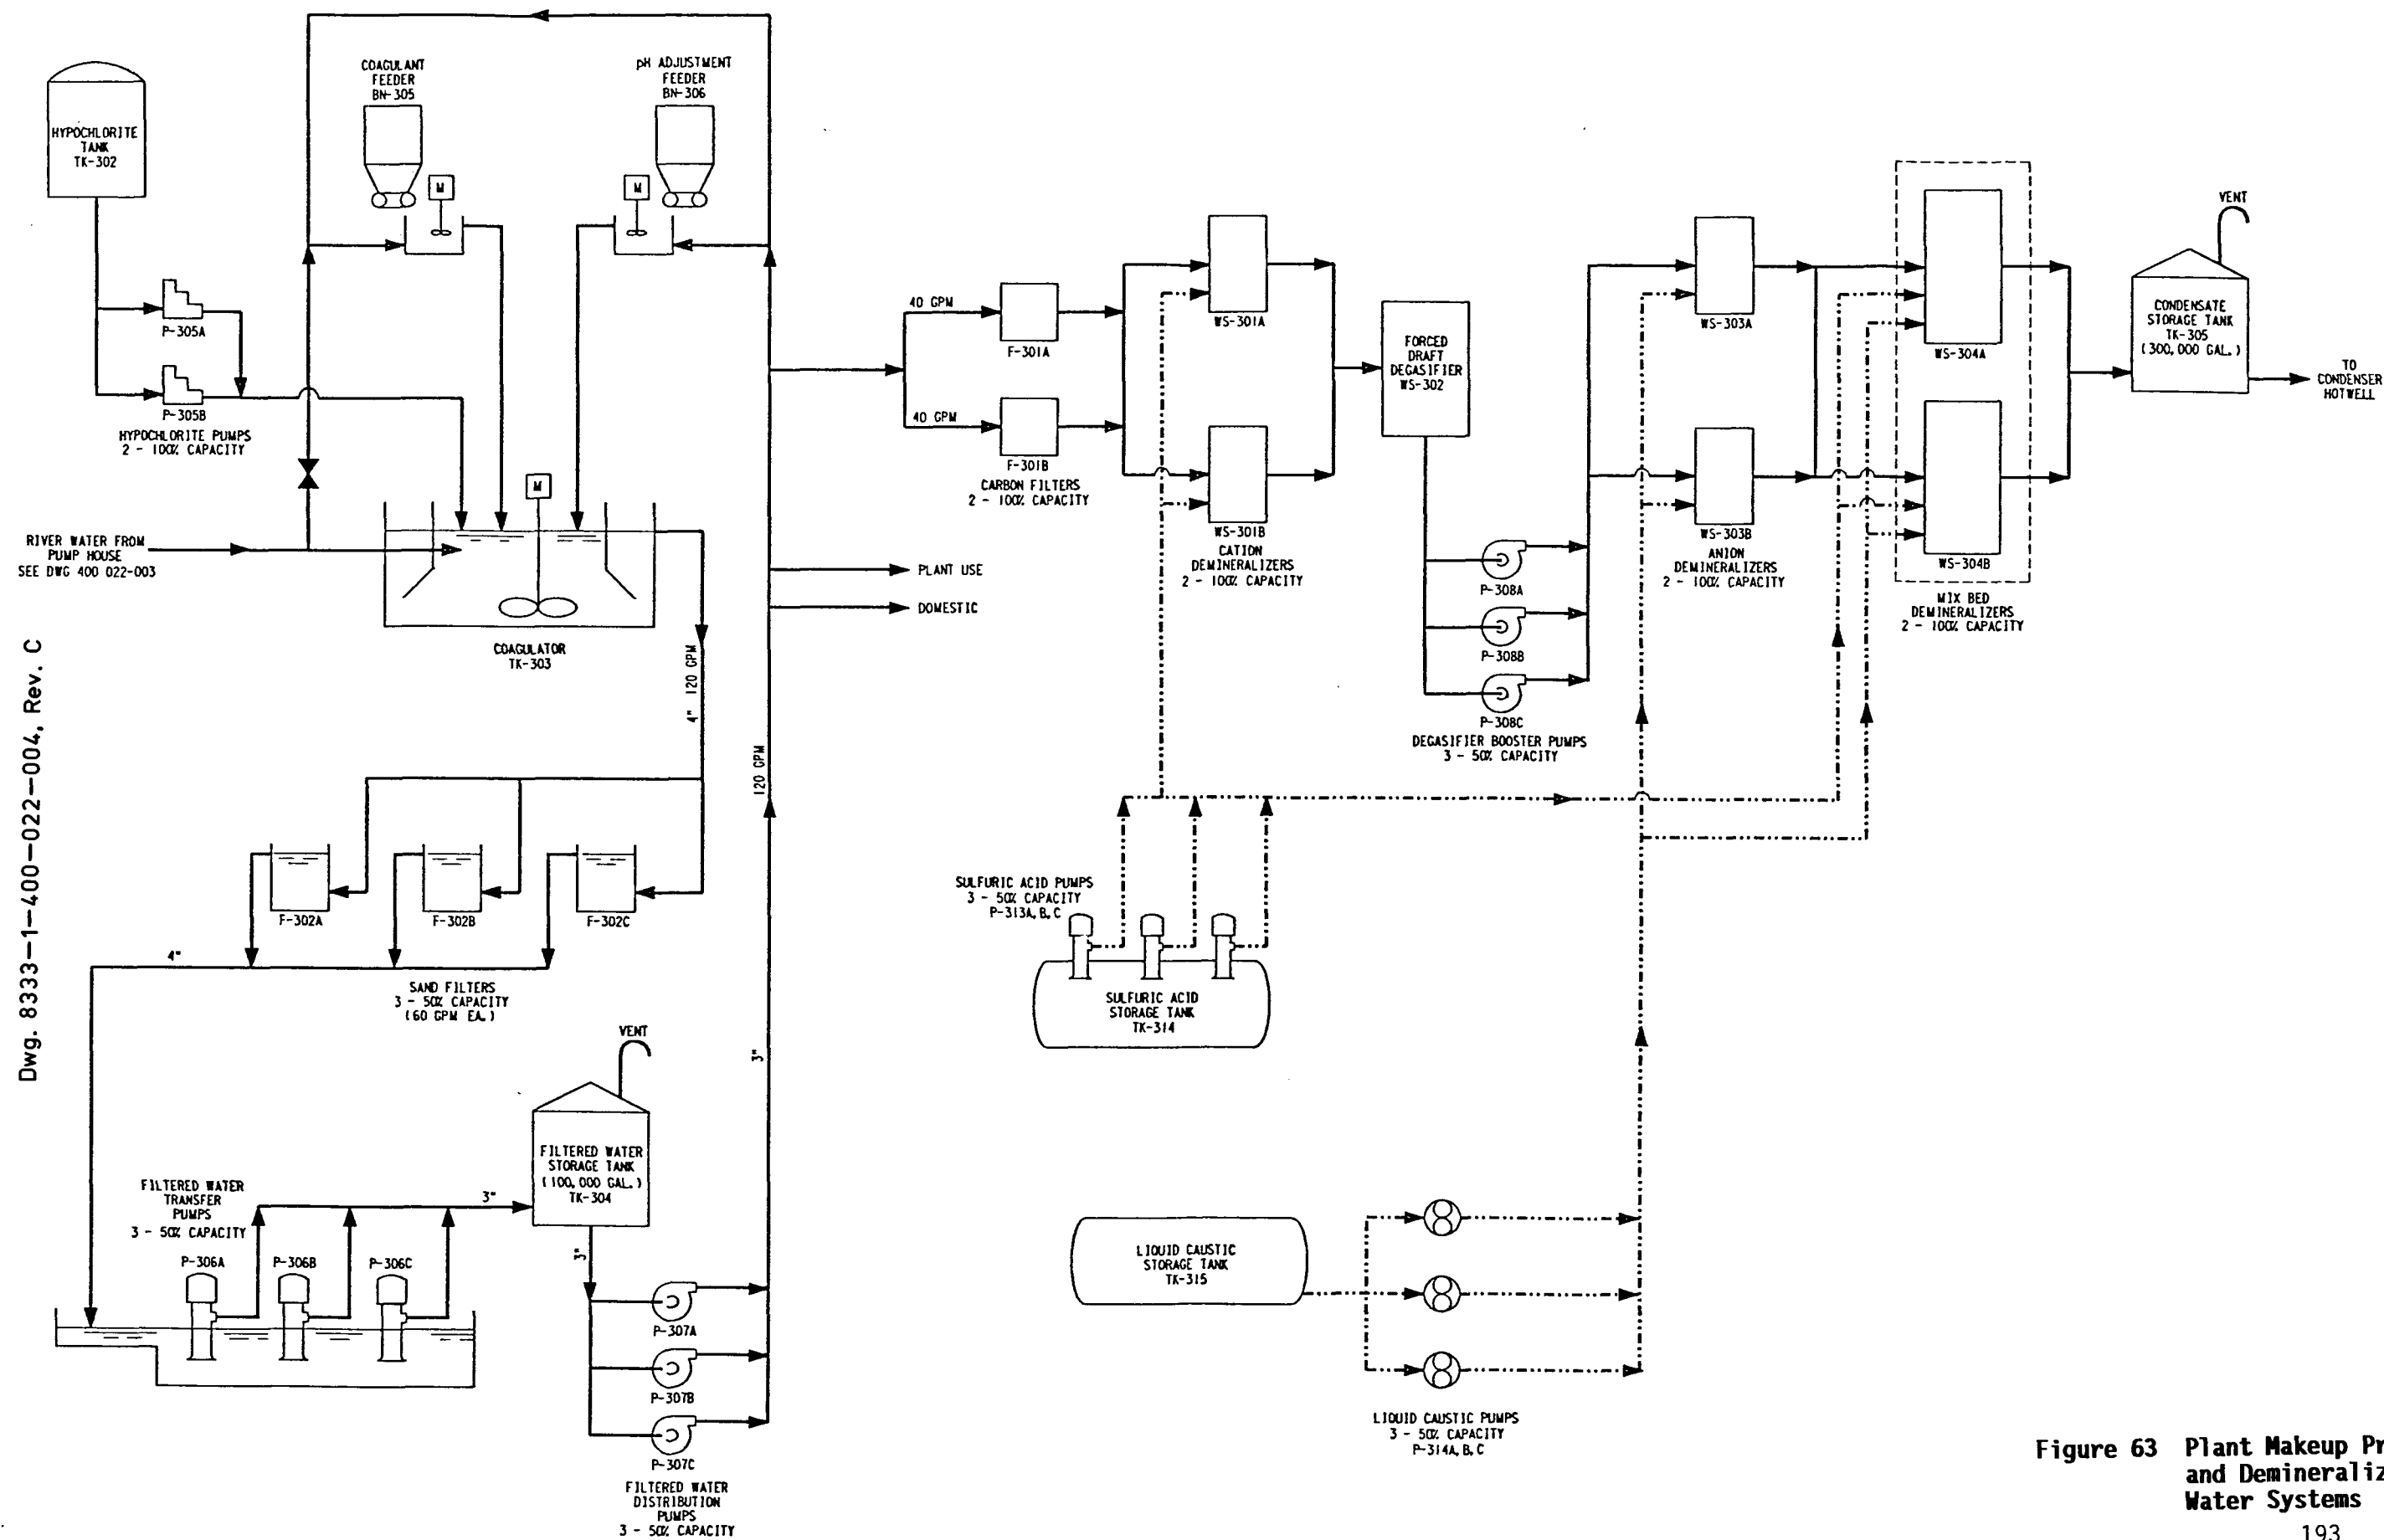 HYPOCHLORITE
TANK
TK-302
COAGULANT
FEEDER
BN-305
pH ADJUSTMENT
FEEDER
BN-306
M
M
P-305A
P-305B
HYPOCHLORITE PUMPS
2 - 100% CAPACITY
RIVER WATER FROM
PUMP HOUSE
SEE DWG 400 022-003
M
COAGULATOR
TK-303
4" 120 GPM
F-302A
F-302B
F-302C
4"
SAND FILTERS
3 - 50% CAPACITY
(60 GPM EA.)
FILTERED WATER
TRANSFER
PUMPS
3 - 50% CAPACITY
P-306A
P-306B
P-306C
3"
VENT
FILTERED WATER
STORAGE TANK
(100,000 GAL.)
TK-304
3"
P-307A
P-307B
P-307C
FILTERED WATER
DISTRIBUTION
PUMPS
3 - 50% CAPACITY
3"
120 GPM
PLANT USE
DOMESTIC
40 GPM
F-301A
40 GPM
F-301B
CARBON FILTERS
2 - 100% CAPACITY
WS-301A
WS-301B
CATION
DEMINERALIZERS
2 - 100% CAPACITY
FORCED
DRAFT
DEGASIFIER
WS-302
P-308A
P-308B
P-308C
DEGASIFIER BOOSTER PUMPS
3 - 50% CAPACITY
WS-303A
WS-303B
ANION
DEMINERALIZERS
2 - 100% CAPACITY
WS-304A
WS-304B
MIX BED
DEMINERALIZERS
2 - 100% CAPACITY
VENT
CONDENSATE
STORAGE TANK
TK-305
(300,000 GAL.)
TO
CONDENSER
HOTWELL
SULFURIC ACID PUMPS
3 - 50% CAPACITY
P-313A,B,C
SULFURIC ACID
STORAGE TANK
TK-314
LIQUID CAUSTIC
STORAGE TANK
TK-315
LIQUID CAUSTIC PUMPS
3 - 50% CAPACITY
P-314A,B,C
Dwg. 8333-1-400-022-004, Rev. C
Figure 63 Plant Makeup Pr
and Demineraliz
Water Systems
193